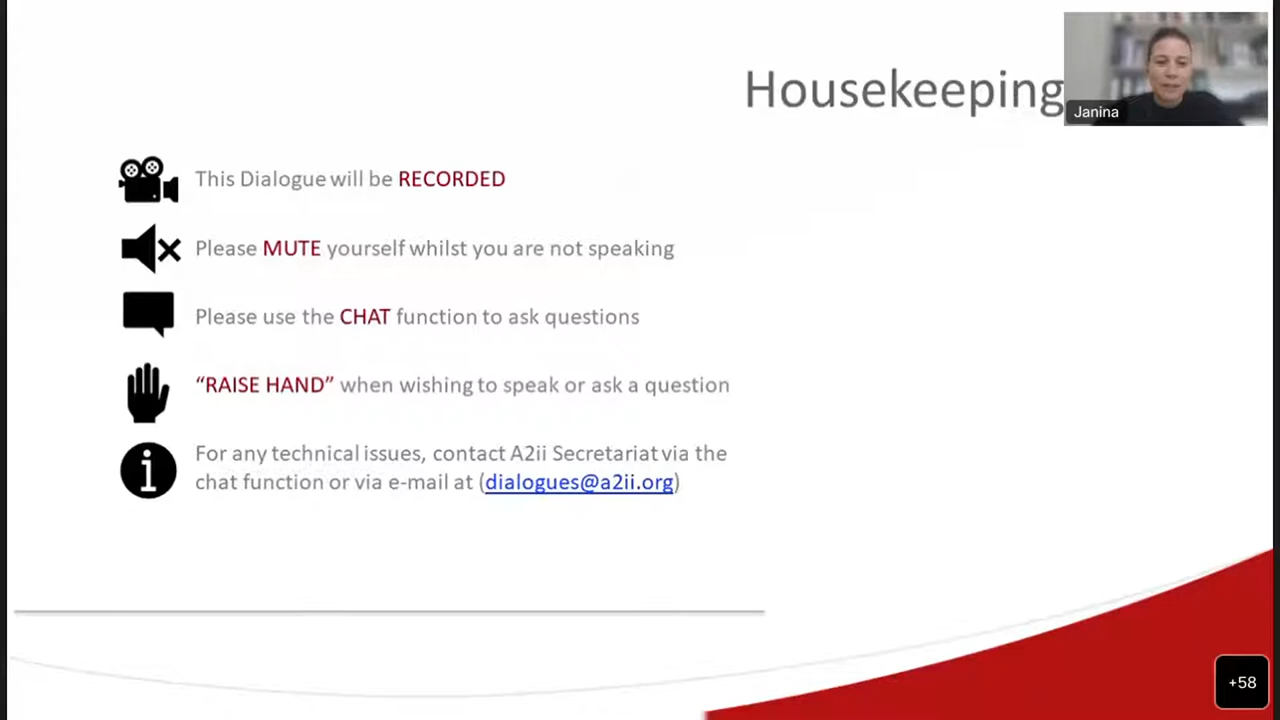 Housekeeping
Janina
This Dialogue will be RECORDED
Please MUTE yourself whilst you are not speaking
Please use the CHAT function to ask questions
“RAISE HAND” when wishing to speak or ask a question
For any technical issues, contact A2ii Secretariat via the
chat function or via e-mail at (dialogues@a2ii.org)
+58